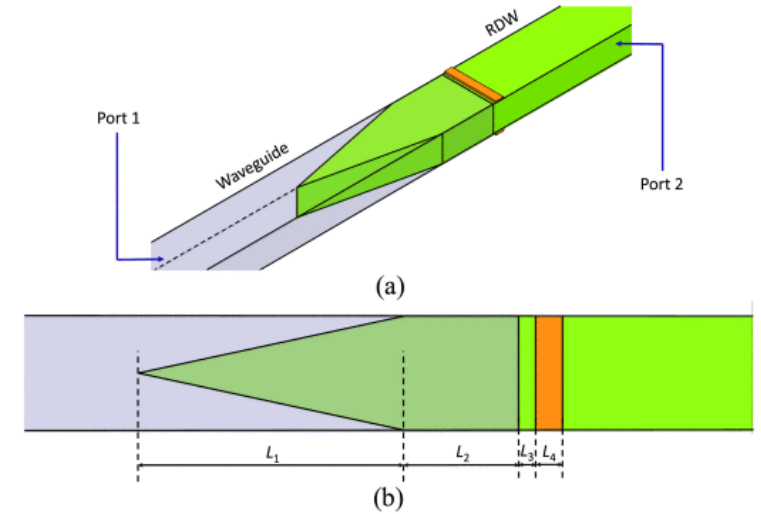 RDW
Port 1
Waveguide
Port 2
(a)
L₁
L₂
L₃
L₄
(b)